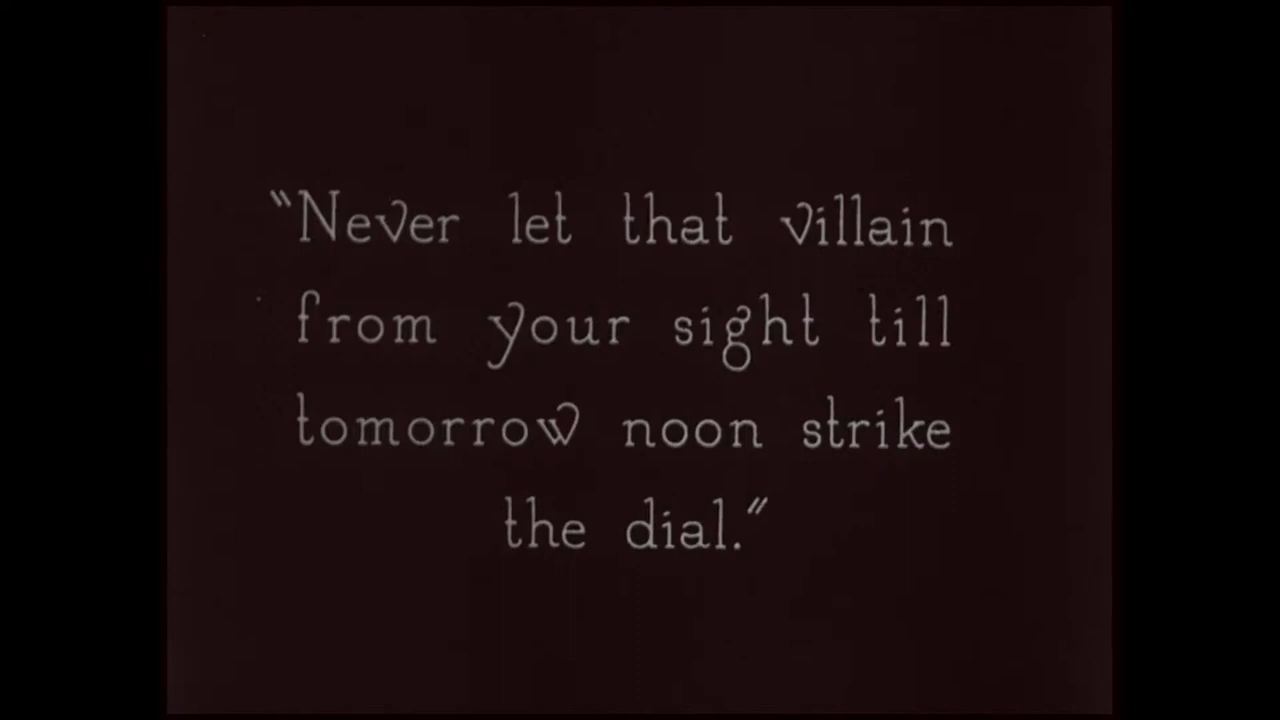 "Never let that villain
from your sight till
tomorrow noon strike
the dial."